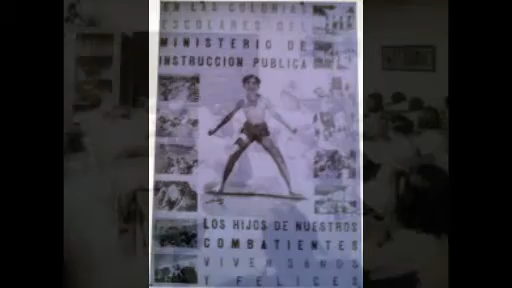 EN LAS COLONIAS
ESCOLARES DEL
MINISTERIO DE
INSTRUCCION PUBLICA
LOS HIJOS DE NUESTROS
COMBATIENTES
VIVEN SANOS
Y FELICES